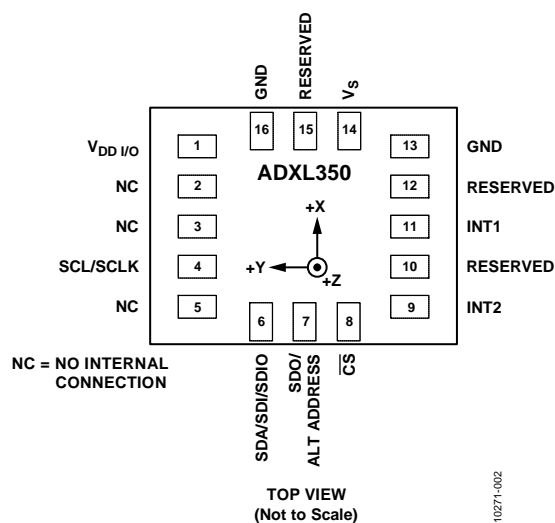 GND
RESERVED
VS
16
15
14
VDD I/O
1
13
GND
ADXL350
NC
2
12
RESERVED
+X
NC
3
11
INT1
SCL/SCLK
4
+Y
+Z
10
RESERVED
NC
5
9
INT2
6
7
8
NC = NO INTERNAL
CONNECTION
SDA/SDI/SDIO
SDO/
ALT ADDRESS
C̅S̅
TOP VIEW
(Not to Scale)
10271-002